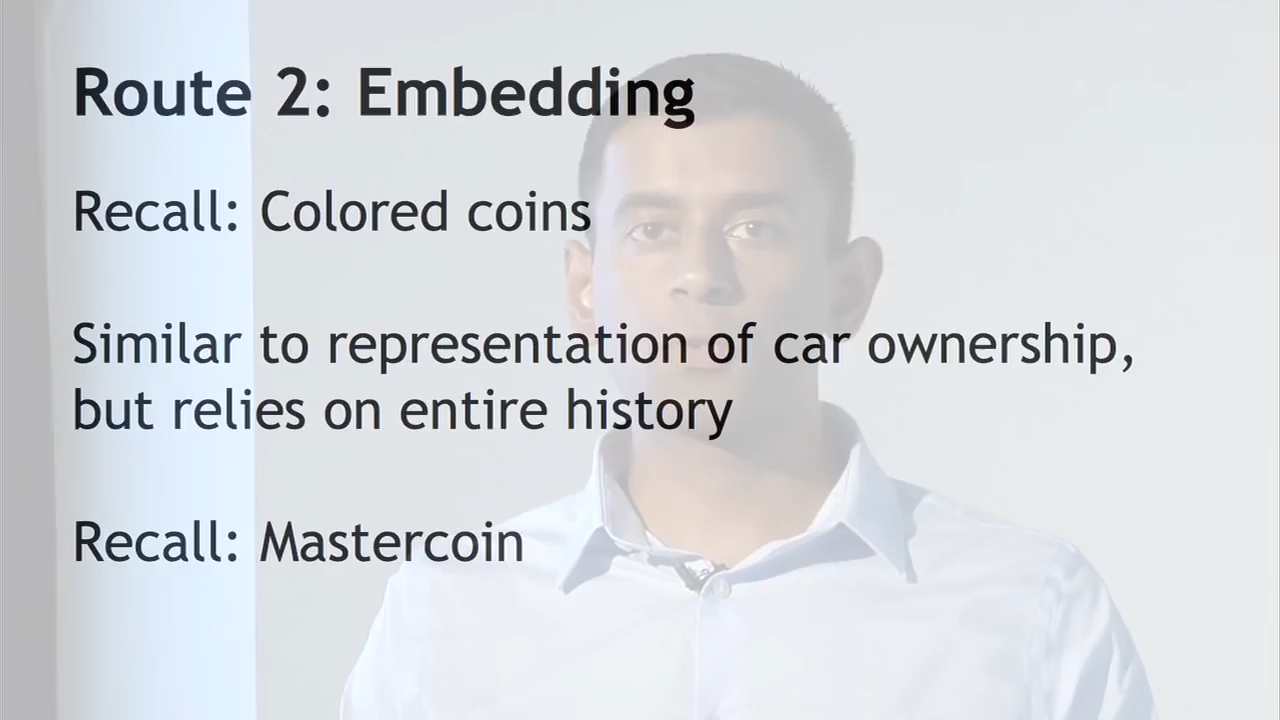 Route 2: Embedding
Recall: Colored coins
Similar to representation of car ownership,
but relies on entire history
Recall: Mastercoin